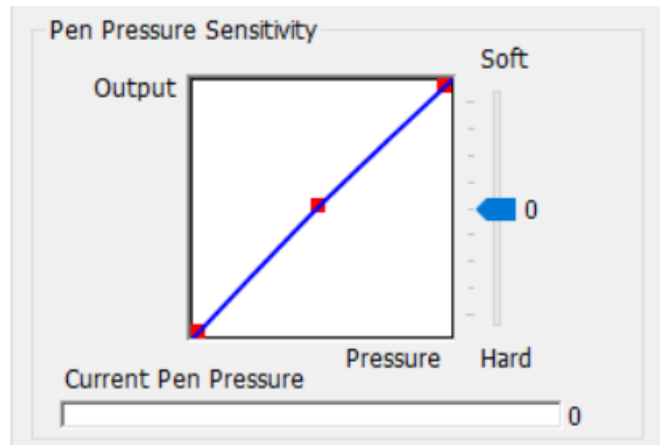 Pen Pressure Sensitivity
Soft
Output
0
Pressure
Hard
Current Pen Pressure
0